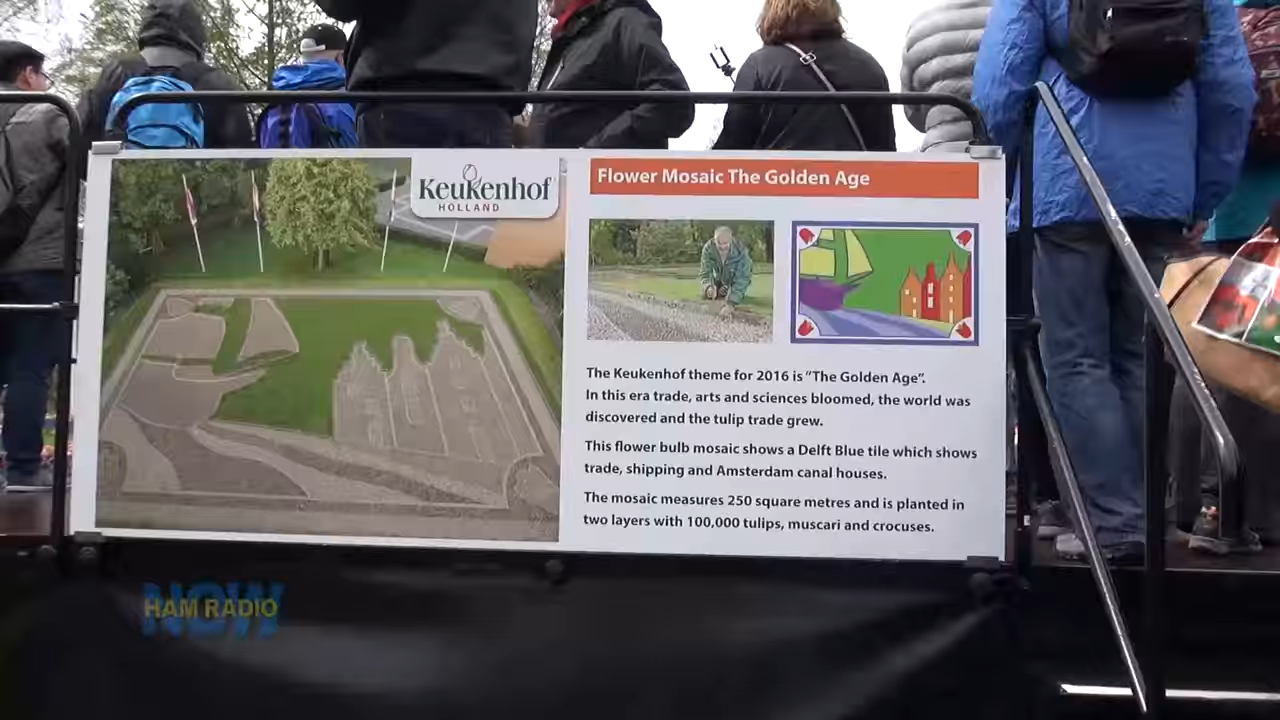 Keukenhof
HOLLAND
Flower Mosaic The Golden Age
The Keukenhof theme for 2016 is "The Golden Age".
In this era trade, arts and sciences bloomed, the world was
discovered and the tulip trade grew.
This flower bulb mosaic shows a Delft Blue tile which shows
trade, shipping and Amsterdam canal houses.
The mosaic measures 250 square metres and is planted in
two layers with 100,000 tulips, muscari and crocuses.
HAM RADIO
NOW